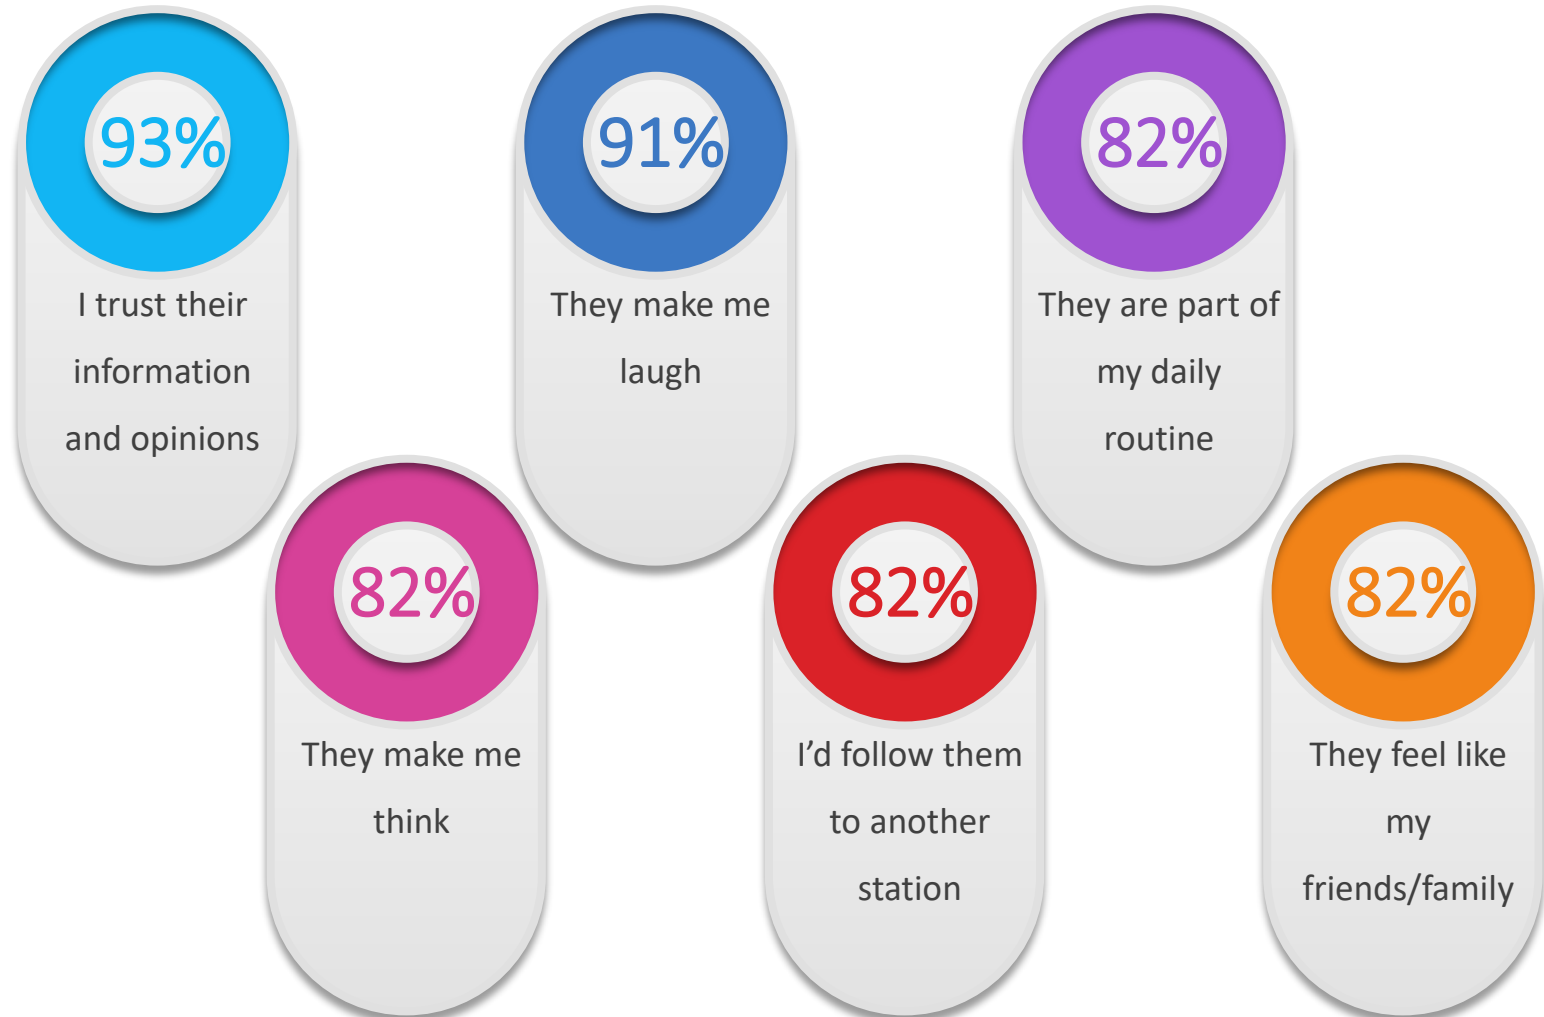 93%
I trust their
information
and opinions
91%
They make me
laugh
82%
They are part of
my daily
routine
82%
They make me
think
82%
I’d follow them
to another
station
82%
They feel like
my
friends/family